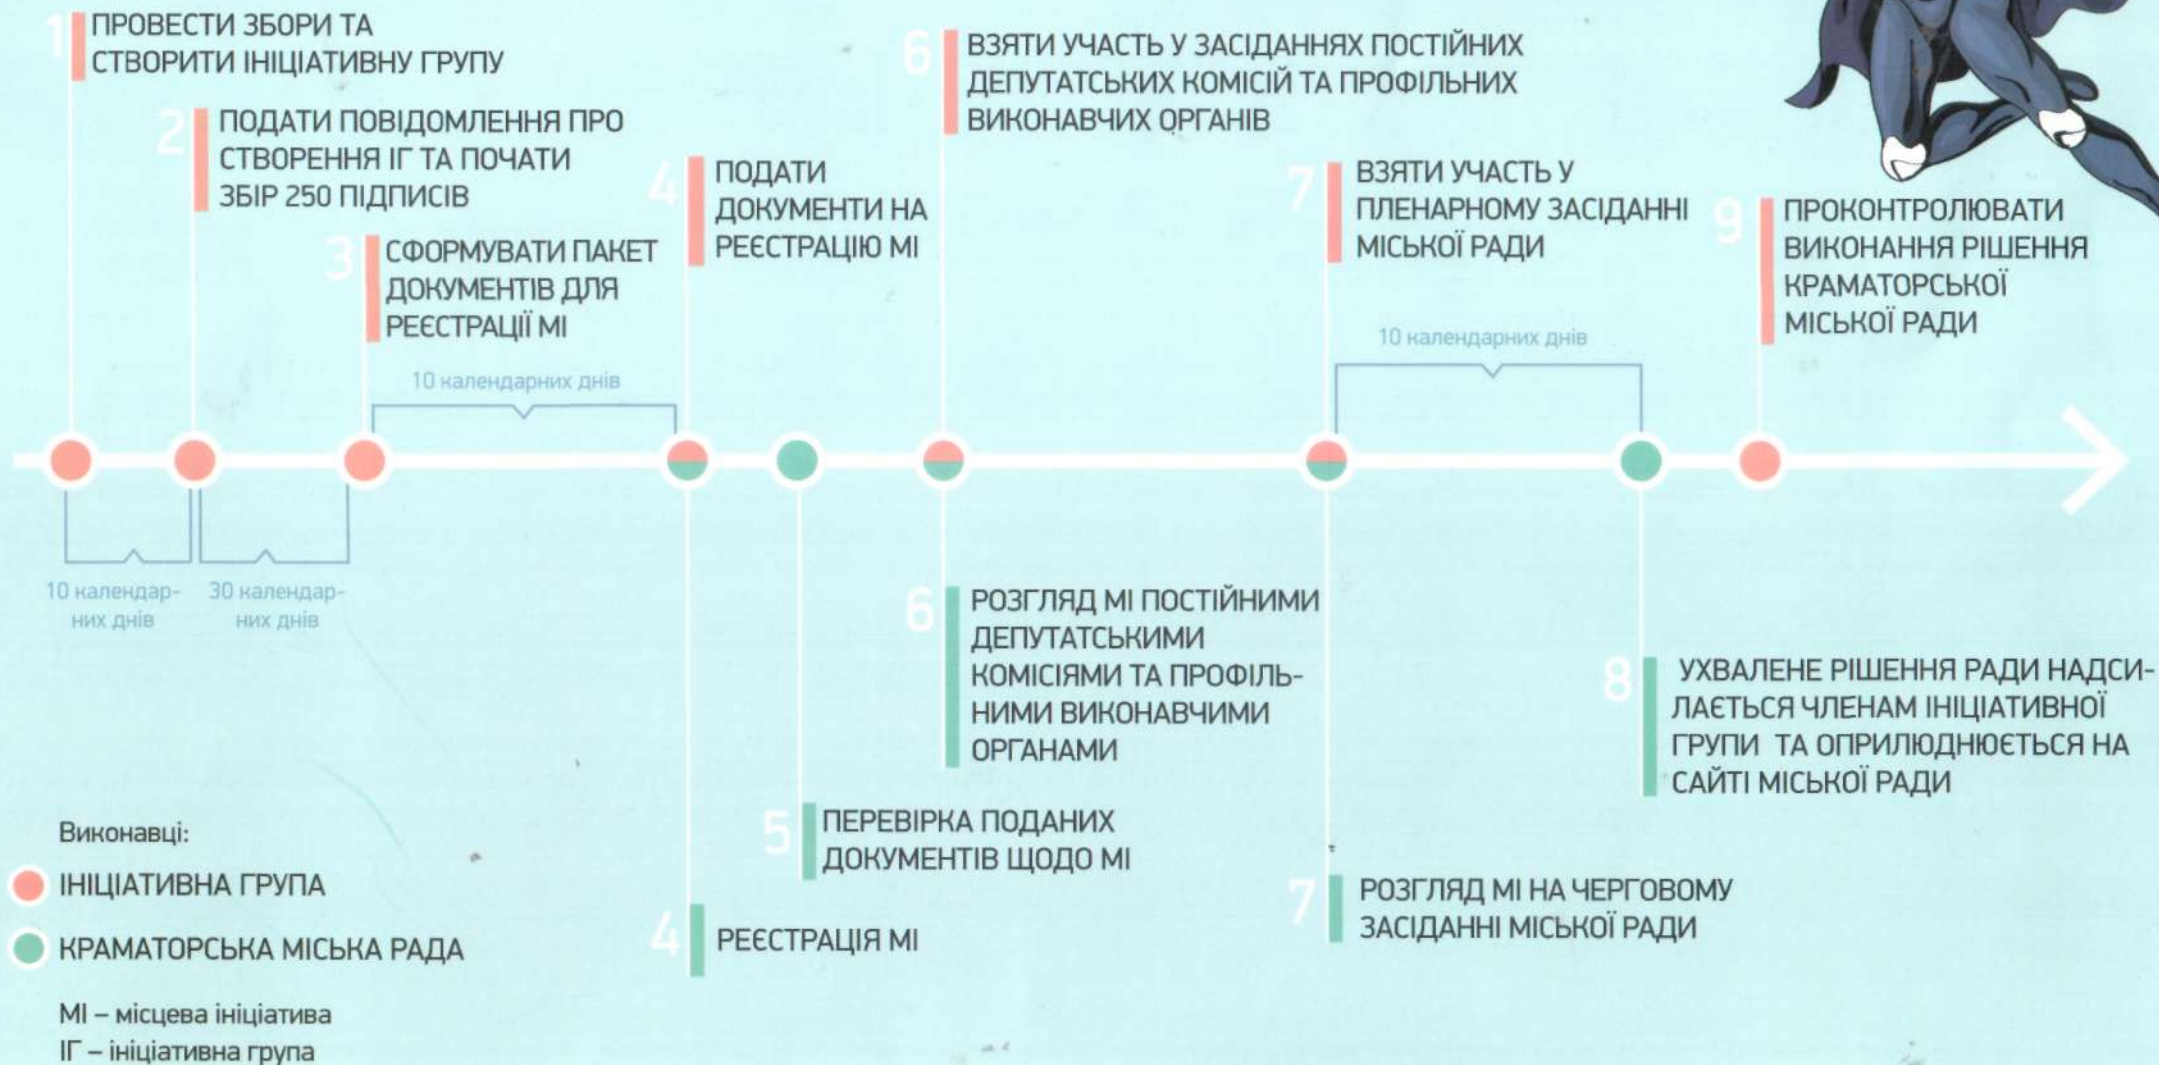 1
ПРОВЕСТИ ЗБОРИ ТА
СТВОРИТИ ІНІЦІАТИВНУ ГРУПУ
2
ПОДАТИ ПОВІДОМЛЕННЯ ПРО
СТВОРЕННЯ ІГ ТА ПОЧАТИ
ЗБІР 250 ПІДПИСІВ
3
СФОРМУВАТИ ПАКЕТ
ДОКУМЕНТІВ ДЛЯ
РЕЄСТРАЦІЇ МІ
4
ПОДАТИ
ДОКУМЕНТИ НА
РЕЄСТРАЦІЮ МІ
6
ВЗЯТИ УЧАСТЬ У ЗАСІДАННЯХ ПОСТІЙНИХ
ДЕПУТАТСЬКИХ КОМІСІЙ ТА ПРОФІЛЬНИХ
ВИКОНАВЧИХ ОРГАНІВ
7
ВЗЯТИ УЧАСТЬ У
ПЛЕНАРНОМУ ЗАСІДАННІ
МІСЬКОЇ РАДИ
9
ПРОКОНТРОЛЮВАТИ
ВИКОНАННЯ РІШЕННЯ
КРАМАТОРСЬКОЇ
МІСЬКОЇ РАДИ
10 календарних днів
10 календарних днів
10 календар-
них днів
30 календар-
них днів
6
РОЗГЛЯД МІ ПОСТІЙНИМИ
ДЕПУТАТСЬКИМИ
КОМІСІЯМИ ТА ПРОФІЛЬ-
НИМИ ВИКОНАВЧИМИ
ОРГАНАМИ
8
УХВАЛЕНЕ РІШЕННЯ РАДИ НАДСИ-
ЛАЄТЬСЯ ЧЛЕНАМ ІНІЦІАТИВНОЇ
ГРУПИ ТА ОПРИЛЮДНЮЄТЬСЯ НА
САЙТІ МІСЬКОЇ РАДИ
5
ПЕРЕВІРКА ПОДАНИХ
ДОКУМЕНТІВ ЩОДО МІ
4
РЕЄСТРАЦІЯ МІ
7
РОЗГЛЯД МІ НА ЧЕРГОВОМУ
ЗАСІДАННІ МІСЬКОЇ РАДИ
Виконавці:
ІНІЦІАТИВНА ГРУПА
КРАМАТОРСЬКА МІСЬКА РАДА
МІ – місцева ініціатива
ІГ – ініціативна група